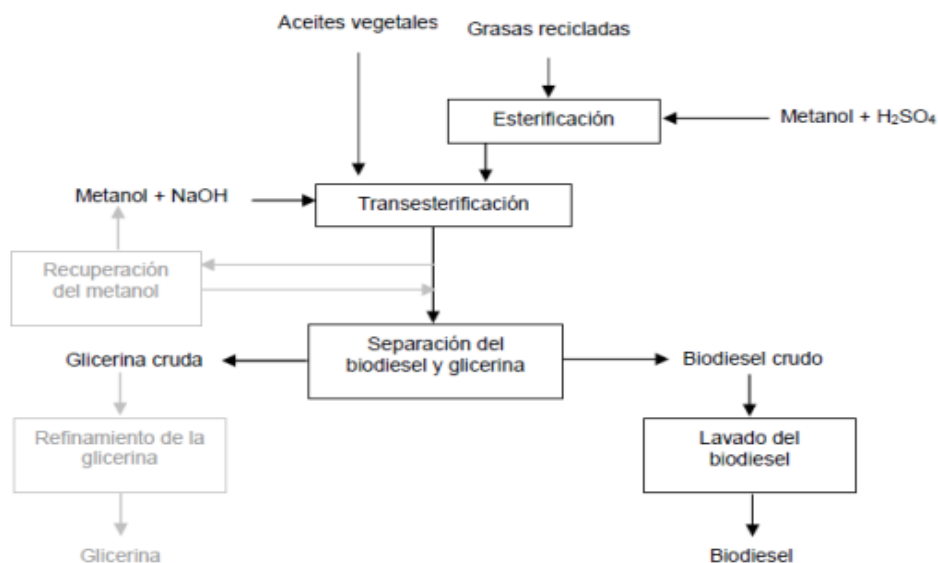 Aceites vegetales
Grasas recicladas
Esterificación
Metanol + H₂SO₄
Metanol + NaOH
Transesterificación
Recuperación
del metanol
Separación del
biodiesel y glicerina
Glicerina cruda
Biodiesel crudo
Refinamiento de la
glicerina
Lavado del
biodiesel
Glicerina
Biodiesel